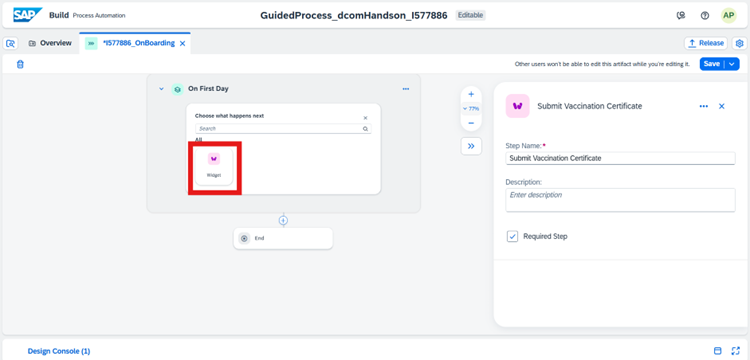 SAP Build Process Automation
GuidedProcess_dcomHandson_I577886 Editable
AP
Overview
*I577886_OnBoarding
Release
Other users won't be able to edit this artifact while you're editing it.
Save
On First Day
Choose what happens next
Search
All
Widget
End
77%
Submit Vaccination Certificate
Step Name:*
Submit Vaccination Certificate
Description:
Enter description
Required Step
Design Console (1)